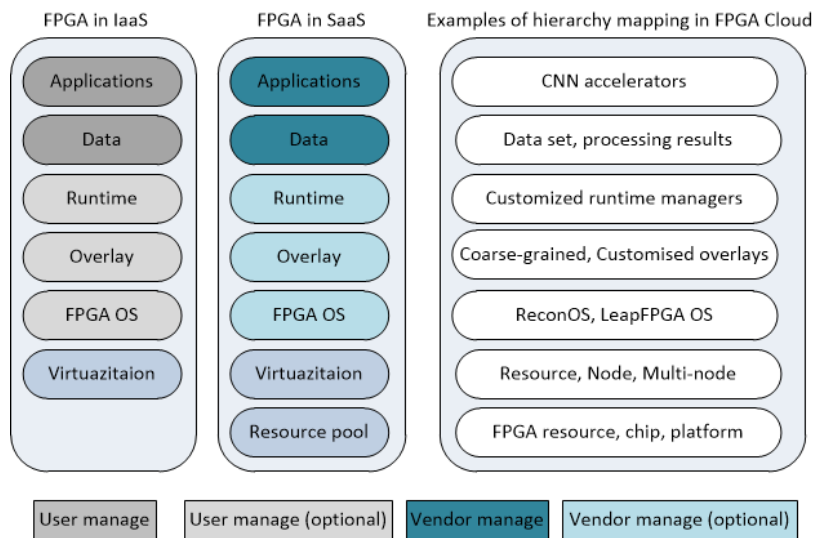 FPGA in IaaS
FPGA in SaaS
Examples of hierarchy mapping in FPGA Cloud
Applications
Data
Runtime
Overlay
FPGA OS
Virtuazitaion
Applications
Data
Runtime
Overlay
FPGA OS
Virtuazitaion
Resource pool
CNN accelerators
Data set, processing results
Customized runtime managers
Coarse-grained, Customised overlays
ReconOS, LeapFPGA OS
Resource, Node, Multi-node
FPGA resource, chip, platform
User manage
User manage (optional)
Vendor manage
Vendor manage (optional)